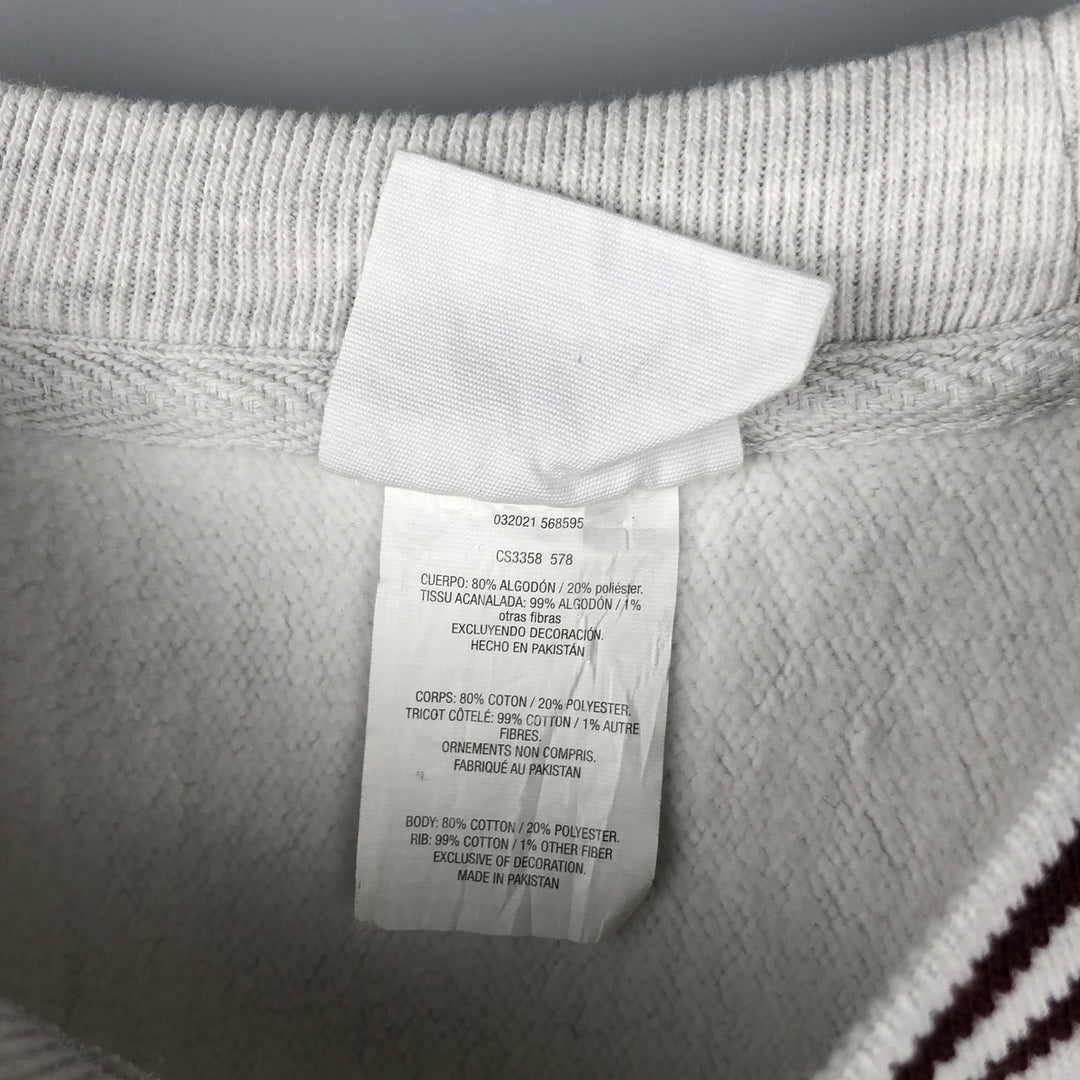 032021 568595
CS3358 578
CUERPO: 80% ALGODÓN / 20% poliéster.
TISSU ACANALADA: 99% ALGODÓN / 1%
otras fibras
EXCLUYENDO DECORACIÓN.
HECHO EN PAKISTÁN
CORPS: 80% COTON / 20% POLYESTER.
TRICOT CÔTELÉ: 99% COTTON / 1% AUTRE
FIBRES.
ORNEMENTS NON COMPRIS.
FABRIQUÉ AU PAKISTAN
BODY: 80% COTTON / 20% POLYESTER.
RIB: 99% COTTON / 1% OTHER FIBER
EXCLUSIVE OF DECORATION.
MADE IN PAKISTAN